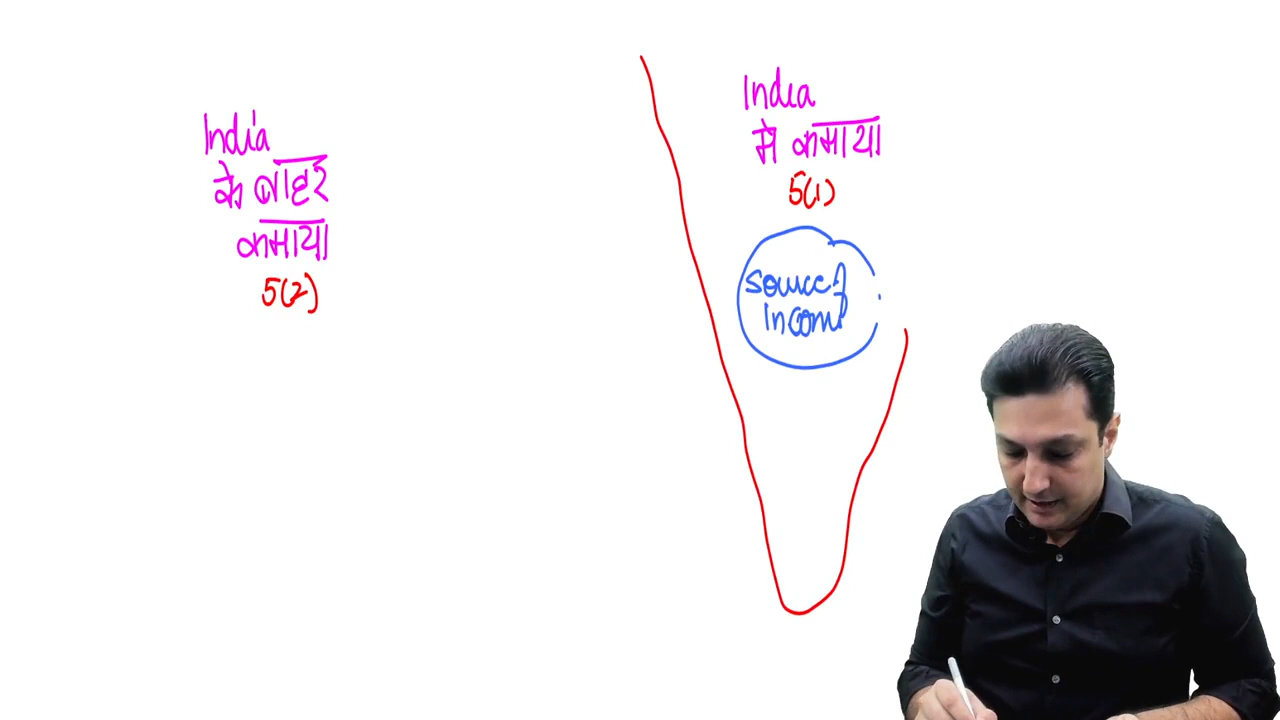 India
के बाहर
कमाया
5(2)
India
में कमाया
5(1)
source of
income